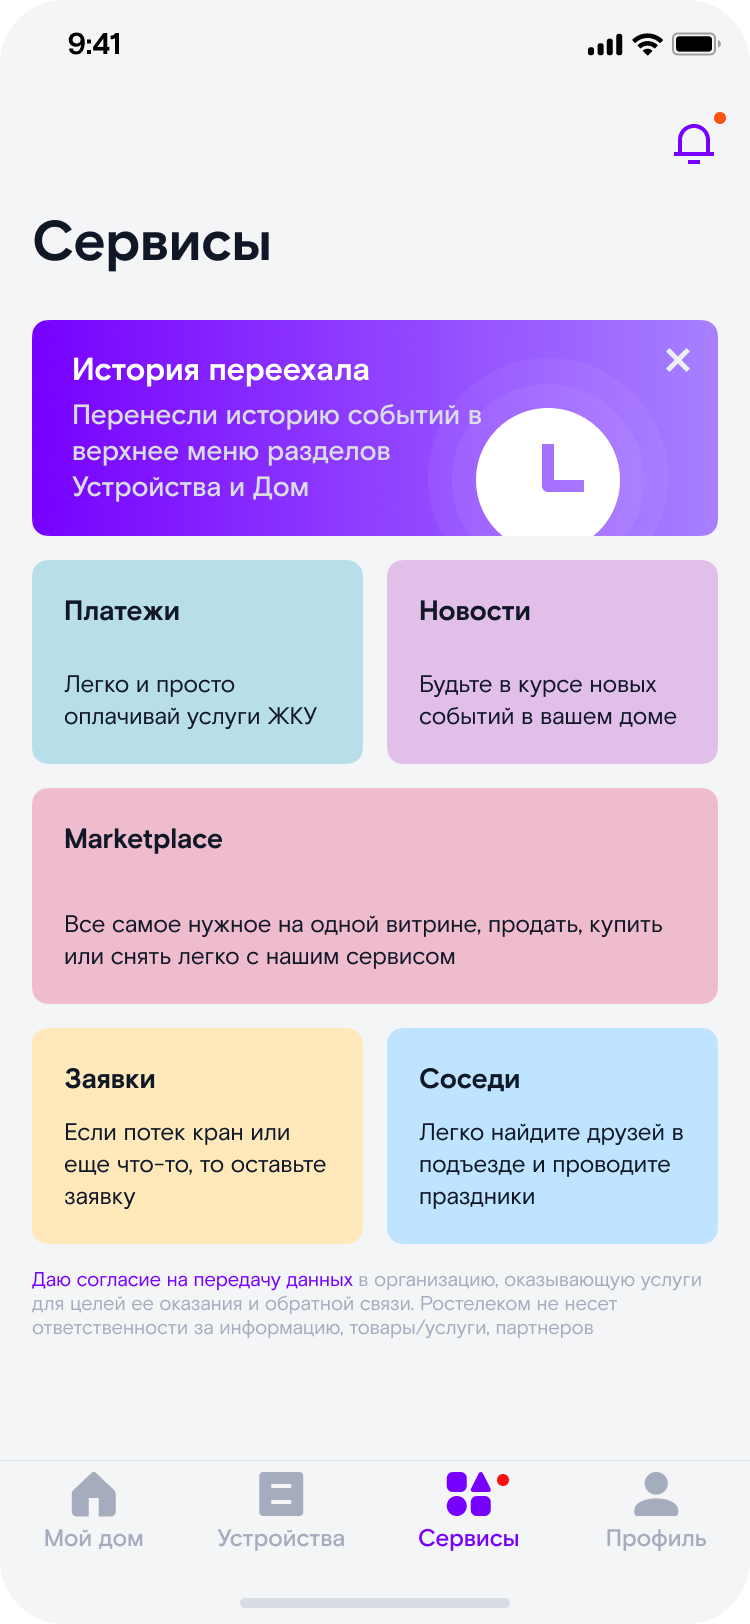 9:41
Сервисы
История переехала
Перенесли историю событий в
верхнее меню разделов
Устройства и Дом
Платежи
Легко и просто
оплачивай услуги ЖКУ
Новости
Будьте в курсе новых
событий в вашем доме
Marketplace
Все самое нужное на одной витрине, продать, купить
или снять легко с нашим сервисом
Заявки
Если потек кран или
еще что-то, то оставьте
заявку
Соседи
Легко найдите друзей в
подъезде и проводите
праздники
Даю согласие на передачу данных в организацию, оказывающую услуги
для целей ее оказания и обратной связи. Ростелеком не несет
ответственности за информацию, товары/услуги, партнеров
Мой дом
Устройства
Сервисы
Профиль